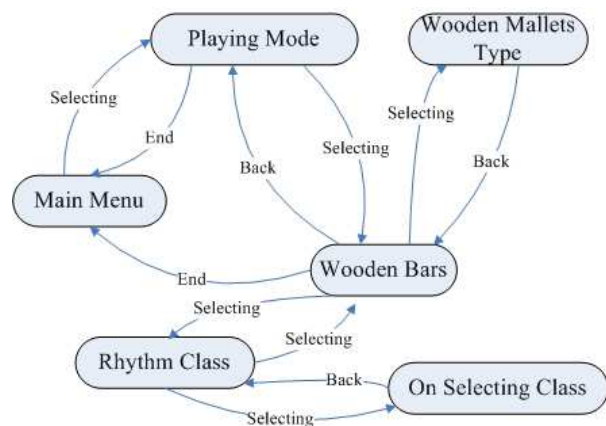 Playing Mode
Wooden Mallets
Type
Selecting
End
Selecting
Selecting
Back
Back
Main Menu
Wooden Bars
End
Selecting
Selecting
Rhythm Class
Back
On Selecting Class
Selecting